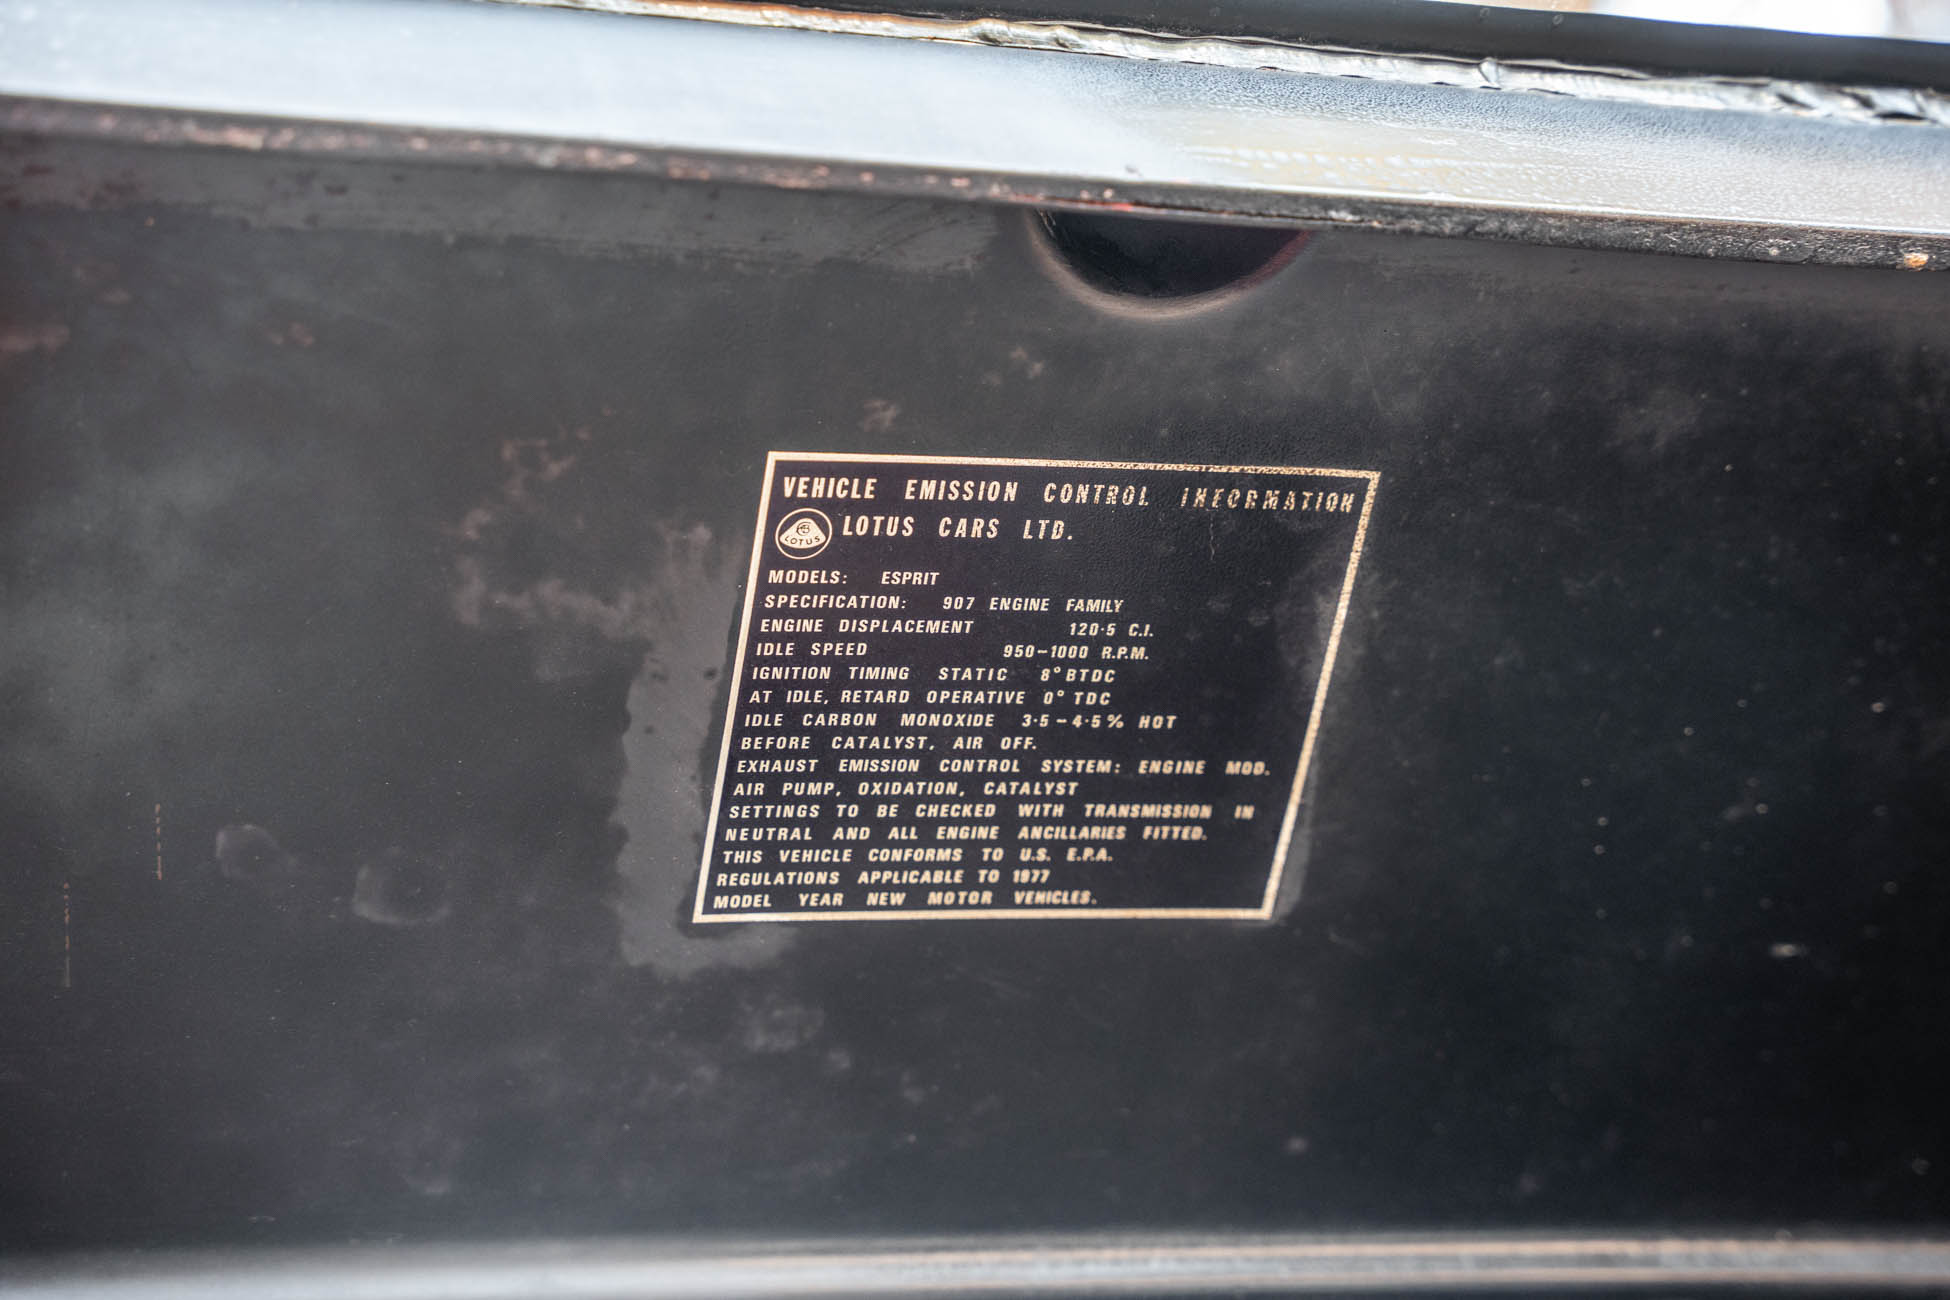 VEHICLE EMISSION CONTROL INFORMATION
LOTUS LOTUS CARS LTD.
MODELS: ESPRIT
SPECIFICATION: 907 ENGINE FAMILY
ENGINE DISPLACEMENT 120·5 C.I.
IDLE SPEED 950-1000 R.P.M.
IGNITION TIMING STATIC 8° BTDC
AT IDLE, RETARD OPERATIVE 0° TDC
IDLE CARBON MONOXIDE 3·5-4·5% HOT
BEFORE CATALYST, AIR OFF.
EXHAUST EMISSION CONTROL SYSTEM: ENGINE MOD.
AIR PUMP, OXIDATION, CATALYST
SETTINGS TO BE CHECKED WITH TRANSMISSION IN
NEUTRAL AND ALL ENGINE ANCILLARIES FITTED.
THIS VEHICLE CONFORMS TO U.S. E.P.A.
REGULATIONS APPLICABLE TO 1977
MODEL YEAR NEW MOTOR VEHICLES.